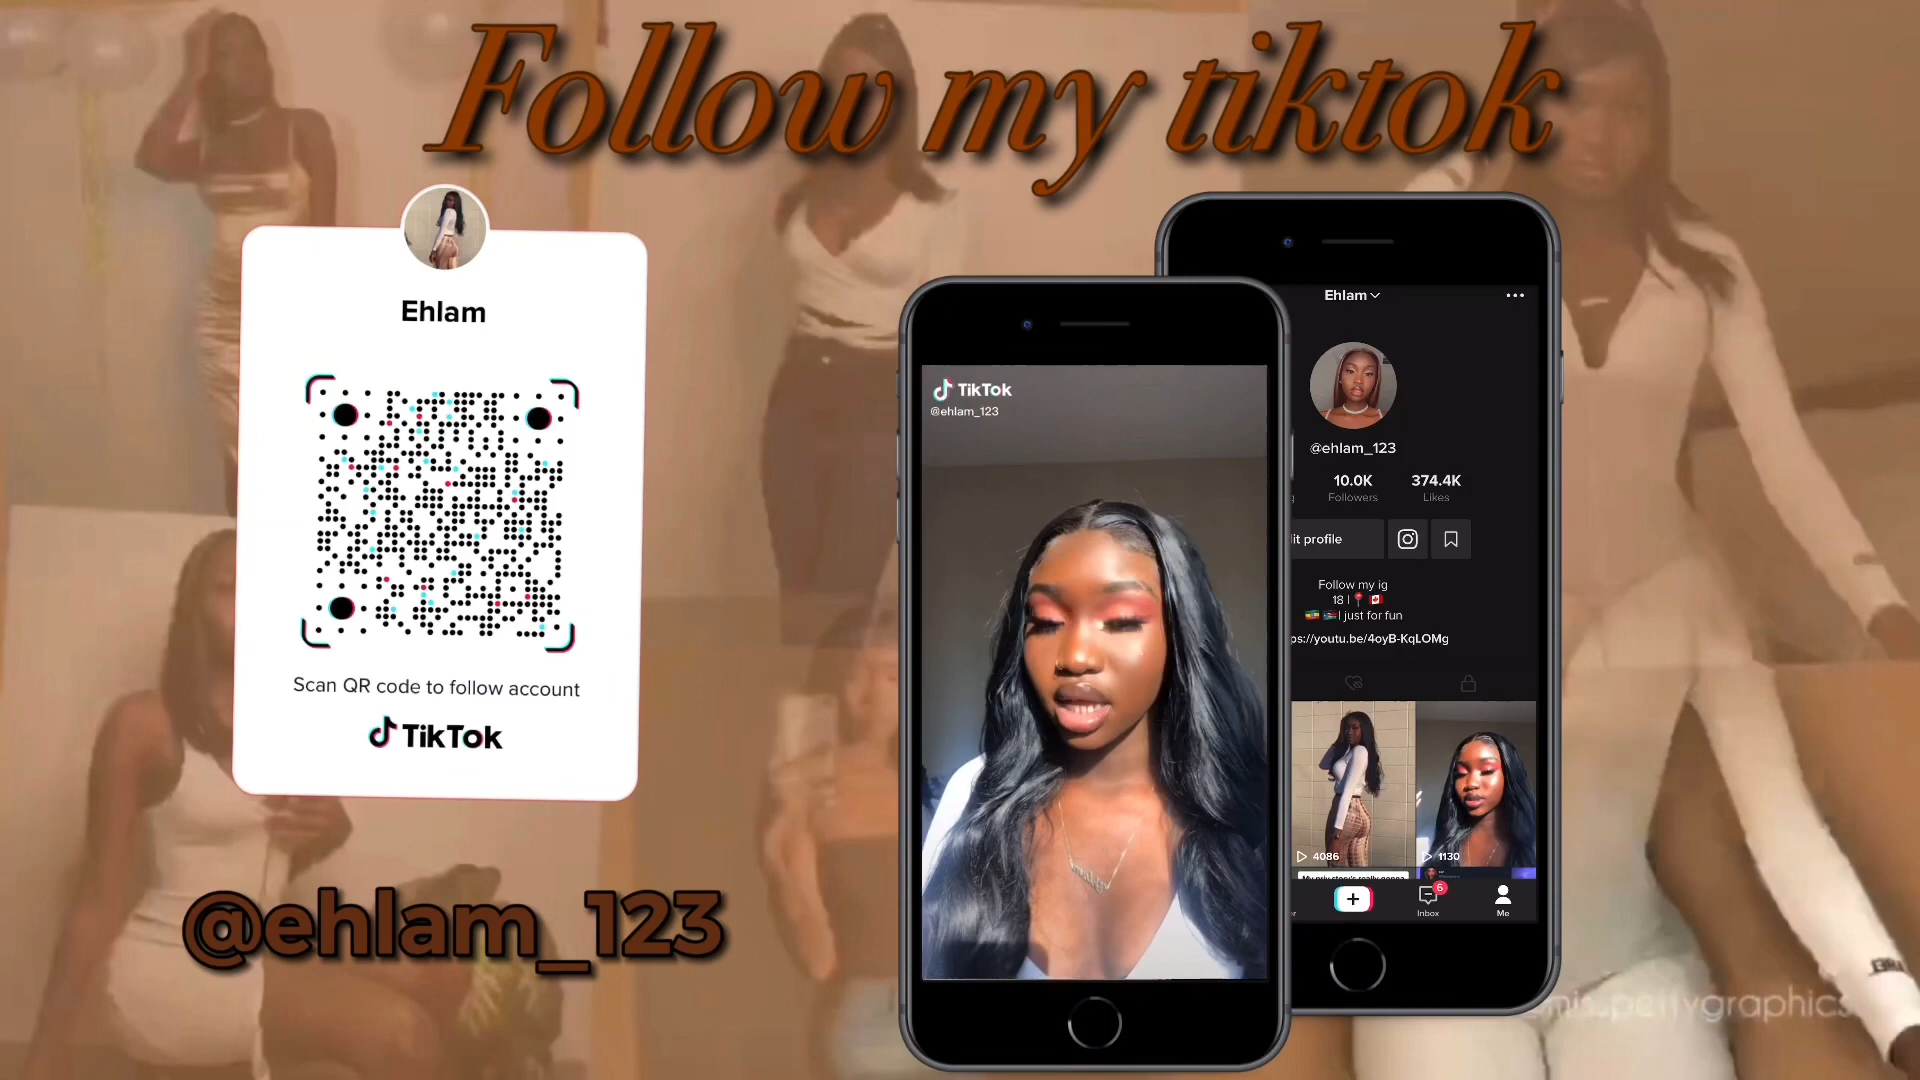 Follow my tiktok
Ehlam
Scan QR code to follow account
TikTok
@ehlam_123
TikTok
@ehlam_123
Ehlam
@ehlam_123
10.0K
374.4K
Followers
Likes
it profile
Follow my ig
18 |📍🇨🇦
🇪🇹🇸🇸| just for fun
ps://youtu.be/4oyB-KqLOMg
4086
1130
6
Inbox
Me